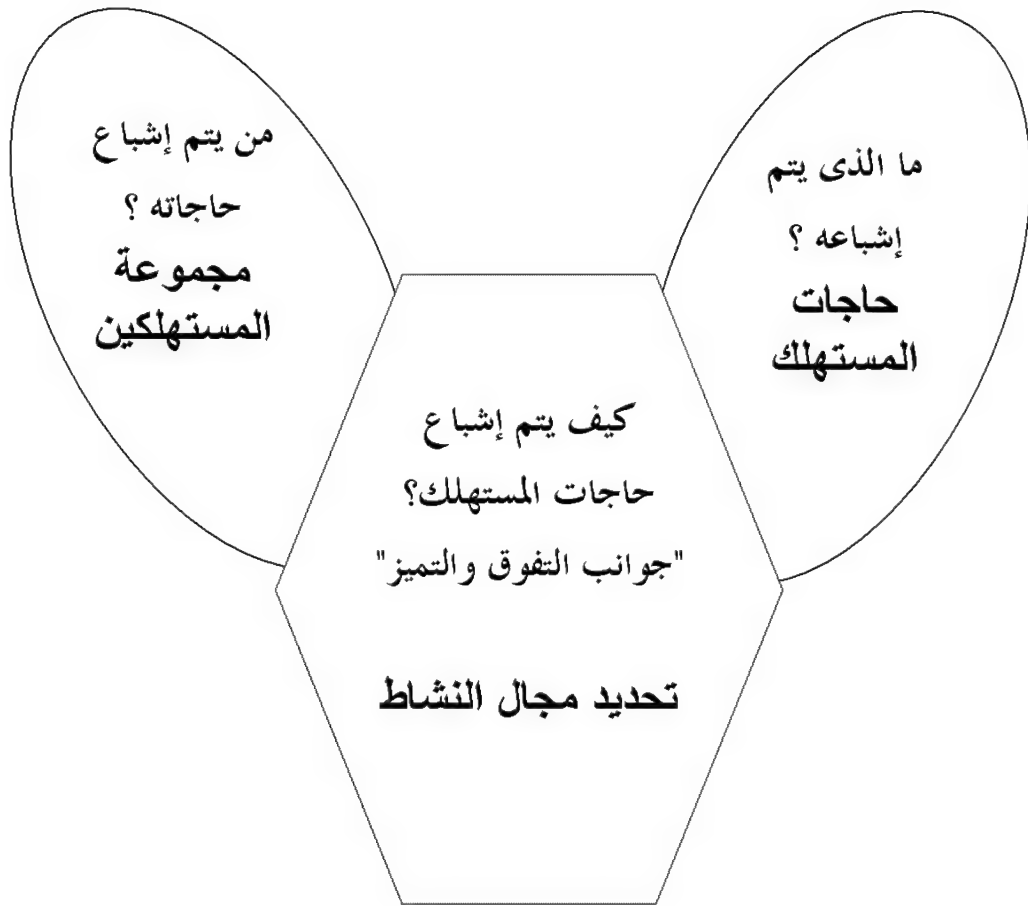 ما الذى يتم
إشباعه ؟
حاجات
المستهلك
من يتم إشباع
حاجاته ؟
مجموعة
المستهلكين
كيف يتم إشباع
حاجات المستهلك؟
"جوانب التفوق والتميز"
تحديد مجال النشاط